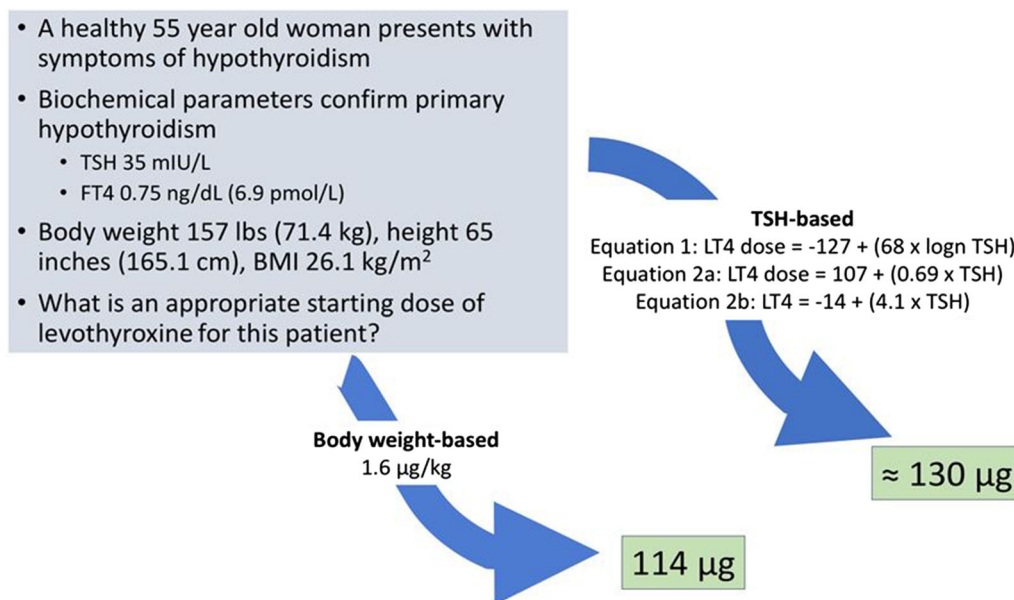 • A healthy 55 year old woman presents with
symptoms of hypothyroidism
• Biochemical parameters confirm primary
hypothyroidism
• TSH 35 mIU/L
• FT4 0.75 ng/dL (6.9 pmol/L)
• Body weight 157 lbs (71.4 kg), height 65
inches (165.1 cm), BMI 26.1 kg/m²
• What is an appropriate starting dose of
levothyroxine for this patient?
TSH-based
Equation 1: LT4 dose = -127 + (68 x logn TSH)
Equation 2a: LT4 dose = 107 + (0.69 x TSH)
Equation 2b: LT4 = -14 + (4.1 x TSH)
≈ 130 µg
Body weight-based
1.6 µg/kg
114 µg